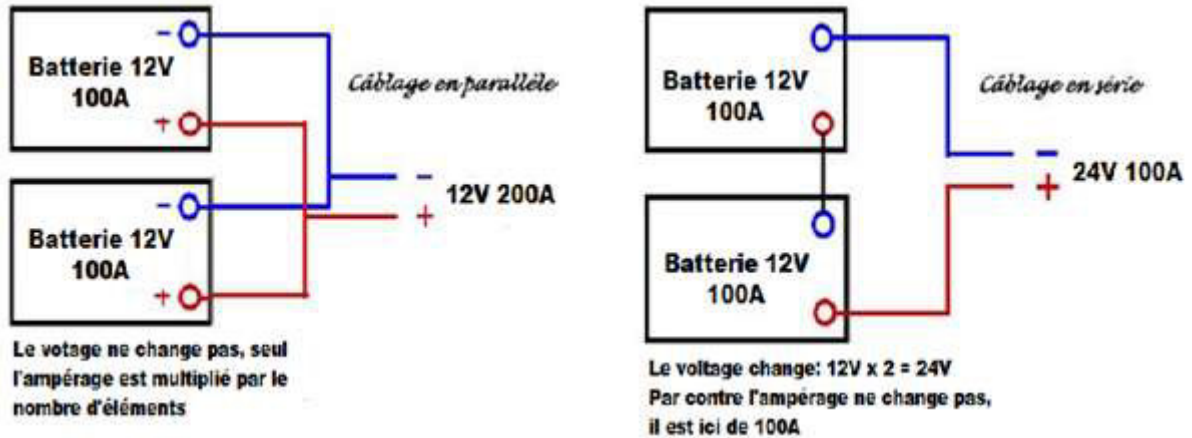 −
Batterie 12V
100A
+
Câblage en parallèle
−
Batterie 12V
100A
+
−
12V 200A
+
Le votage ne change pas, seul
l'ampérage est multiplié par le
nombre d'éléments
Batterie 12V
100A
Câblage en série
−
24V 100A
+
Batterie 12V
100A
Le voltage change: 12V x 2 = 24V
Par contre l'ampérage ne change pas,
il est ici de 100A